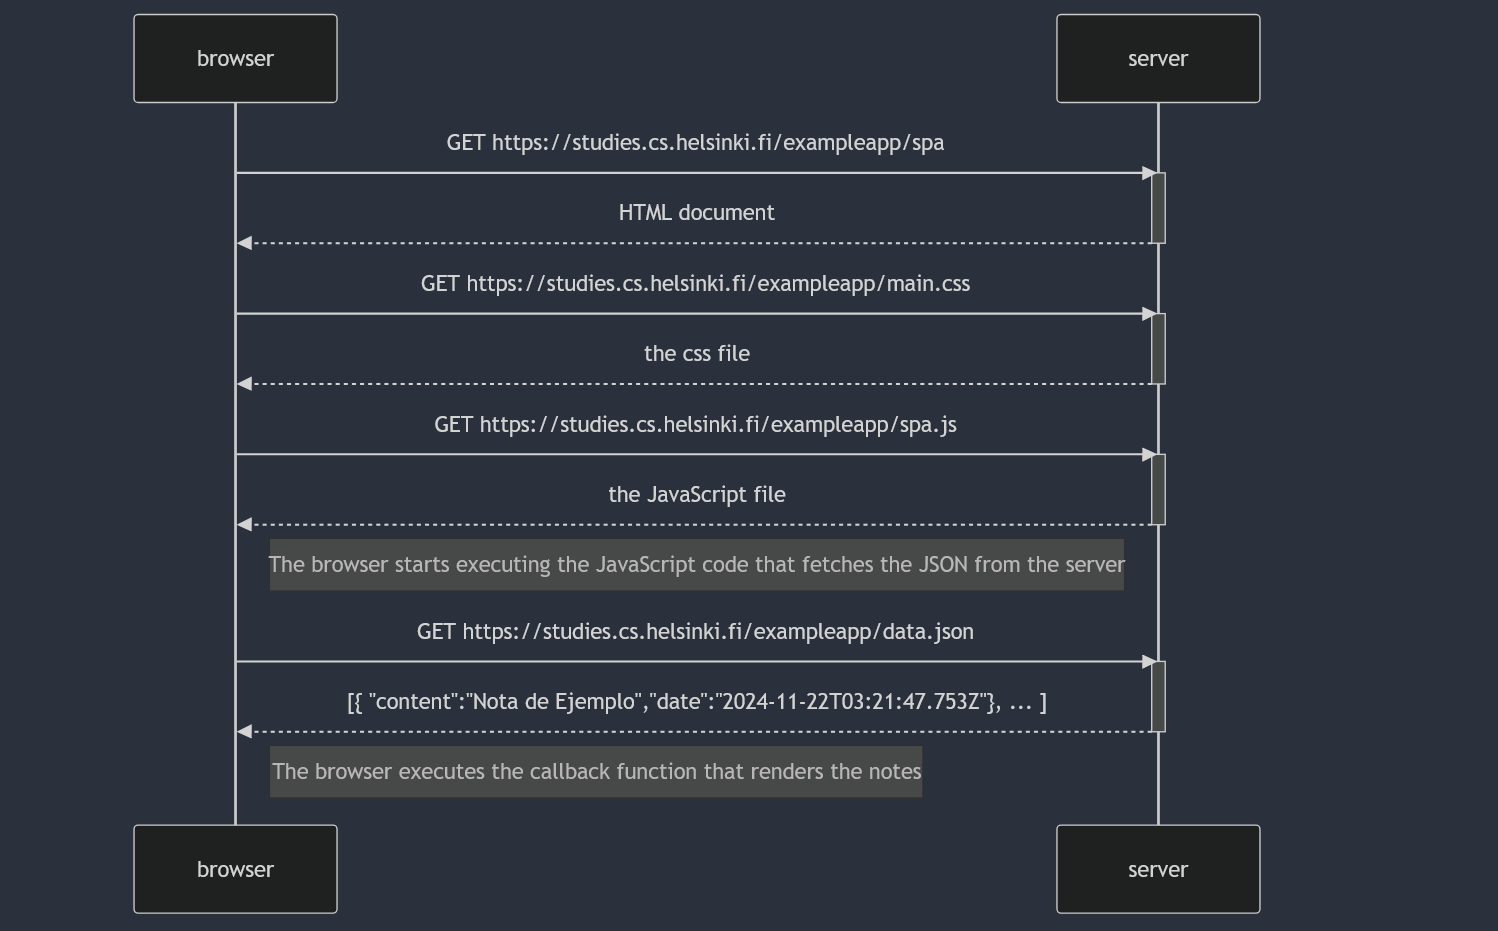 browser
server
GET https://studies.cs.helsinki.fi/exampleapp/spa
HTML document
GET https://studies.cs.helsinki.fi/exampleapp/main.css
the css file
GET https://studies.cs.helsinki.fi/exampleapp/spa.js
the JavaScript file
The browser starts executing the JavaScript code that fetches the JSON from the server
GET https://studies.cs.helsinki.fi/exampleapp/data.json
[{ "content":"Nota de Ejemplo","date":"2024-11-22T03:21:47.753Z"}, ... ]
The browser executes the callback function that renders the notes
browser
server